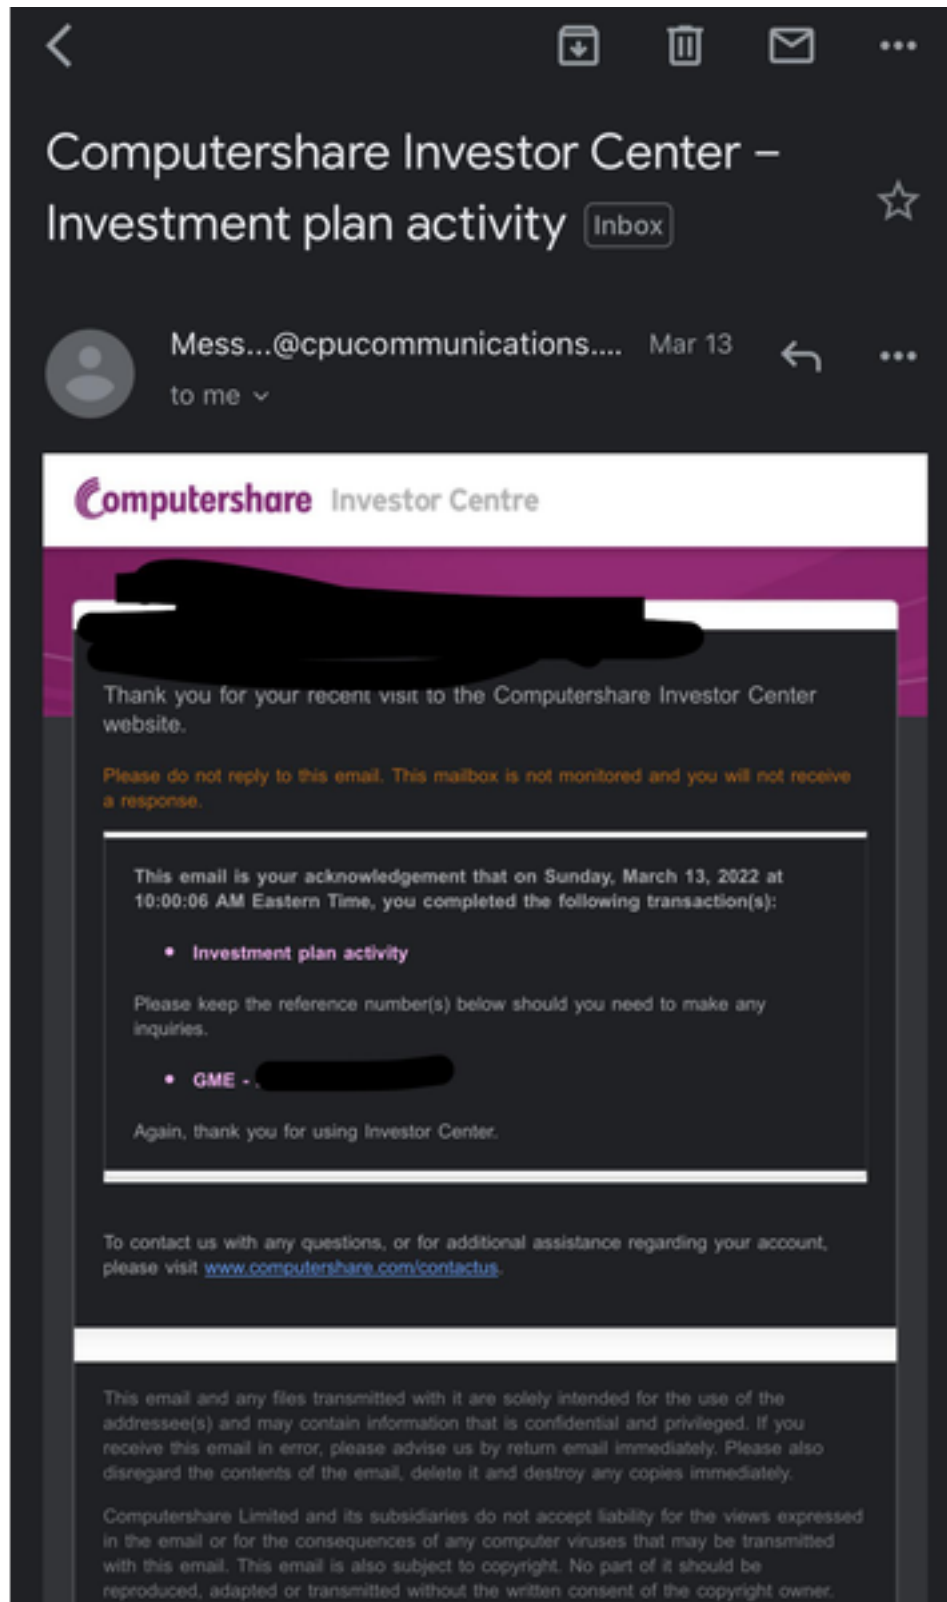 Computershare Investor Center –
Investment plan activity Inbox
Mess...@cpucommunications.... Mar 13
to me
Computershare Investor Centre
Thank you for your recent visit to the Computershare Investor Center
website.
Please do not reply to this email. This mailbox is not monitored and you will not receive
a response.
This email is your acknowledgement that on Sunday, March 13, 2022 at
10:00:06 AM Eastern Time, you completed the following transaction(s):
• Investment plan activity
Please keep the reference number(s) below should you need to make any
inquiries.
• GME -
Again, thank you for using Investor Center.
To contact us with any questions, or for additional assistance regarding your account,
please visit www.computershare.com/contactus.
This email and any files transmitted with it are solely intended for the use of the
addressee(s) and may contain information that is confidential and privileged. If you
receive this email in error, please advise us by return email immediately. Please also
disregard the contents of the email, delete it and destroy any copies immediately.
Computershare Limited and its subsidiaries do not accept liability for the views expressed
in the email or for the consequences of any computer viruses that may be transmitted
with this email. This email is also subject to copyright. No part of it should be
reproduced, adapted or transmitted without the written consent of the copyright owner.